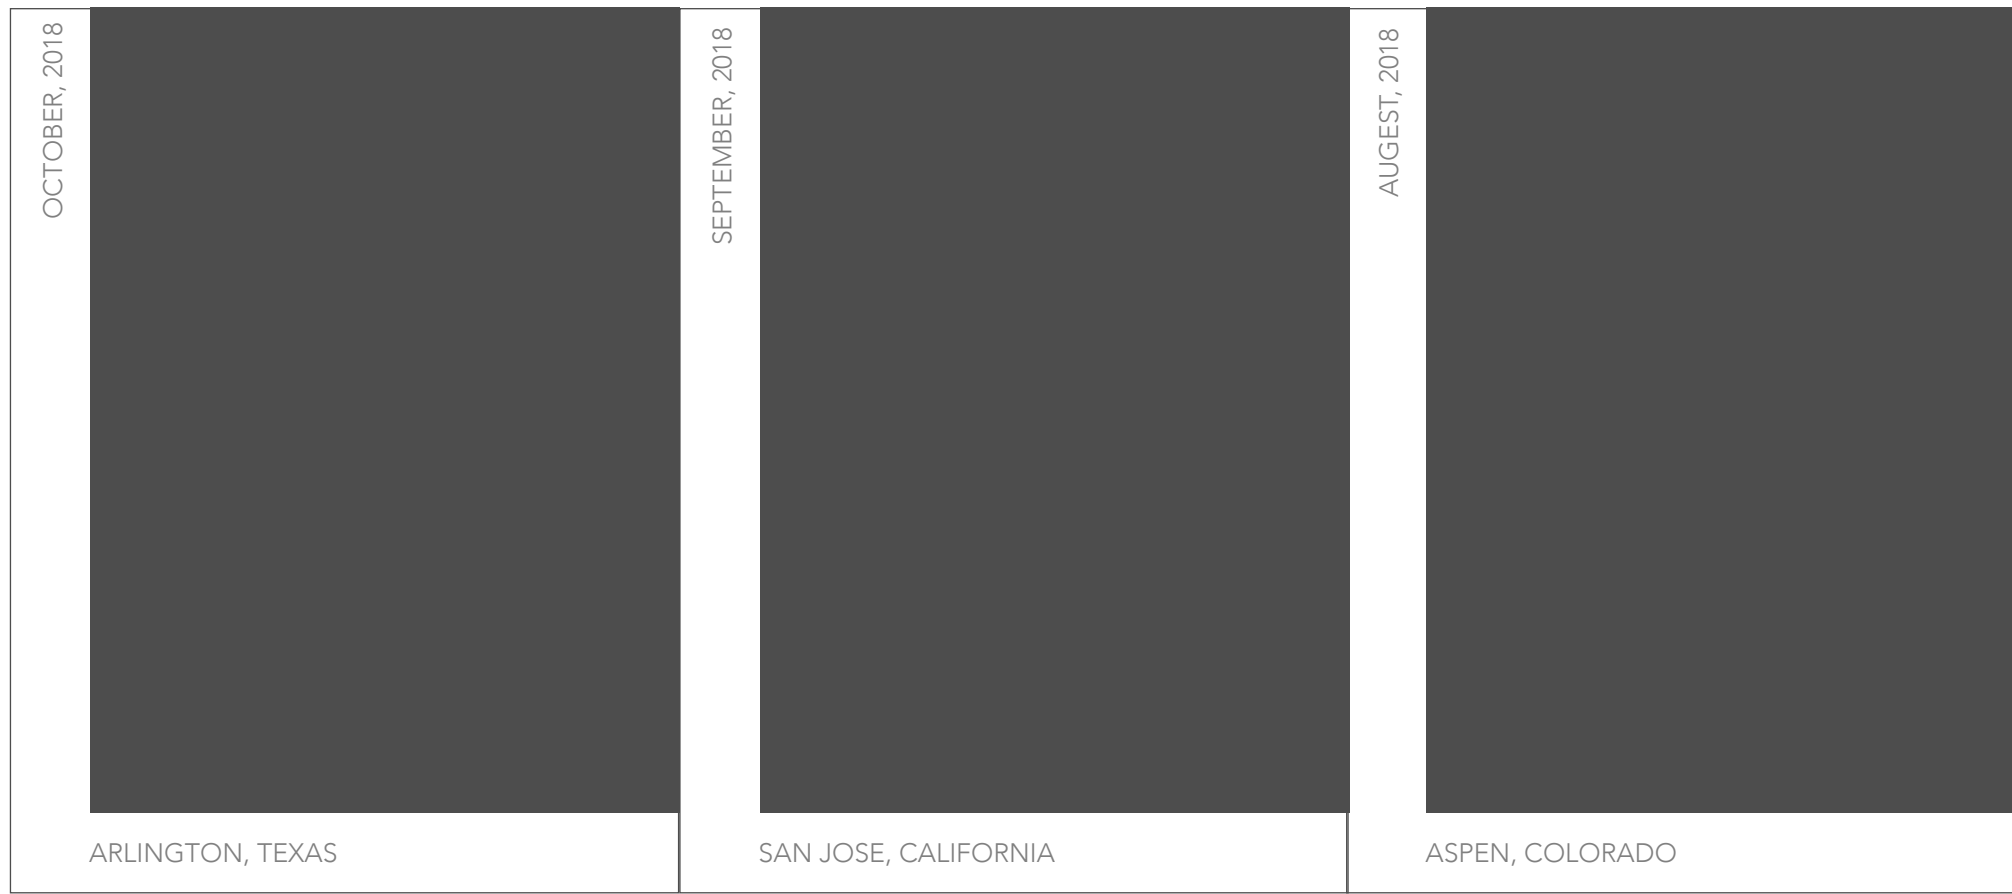 OCTOBER, 2018
ARLINGTON, TEXAS
SEPTEMBER, 2018
SAN JOSE, CALIFORNIA
AUGEST, 2018
ASPEN, COLORADO